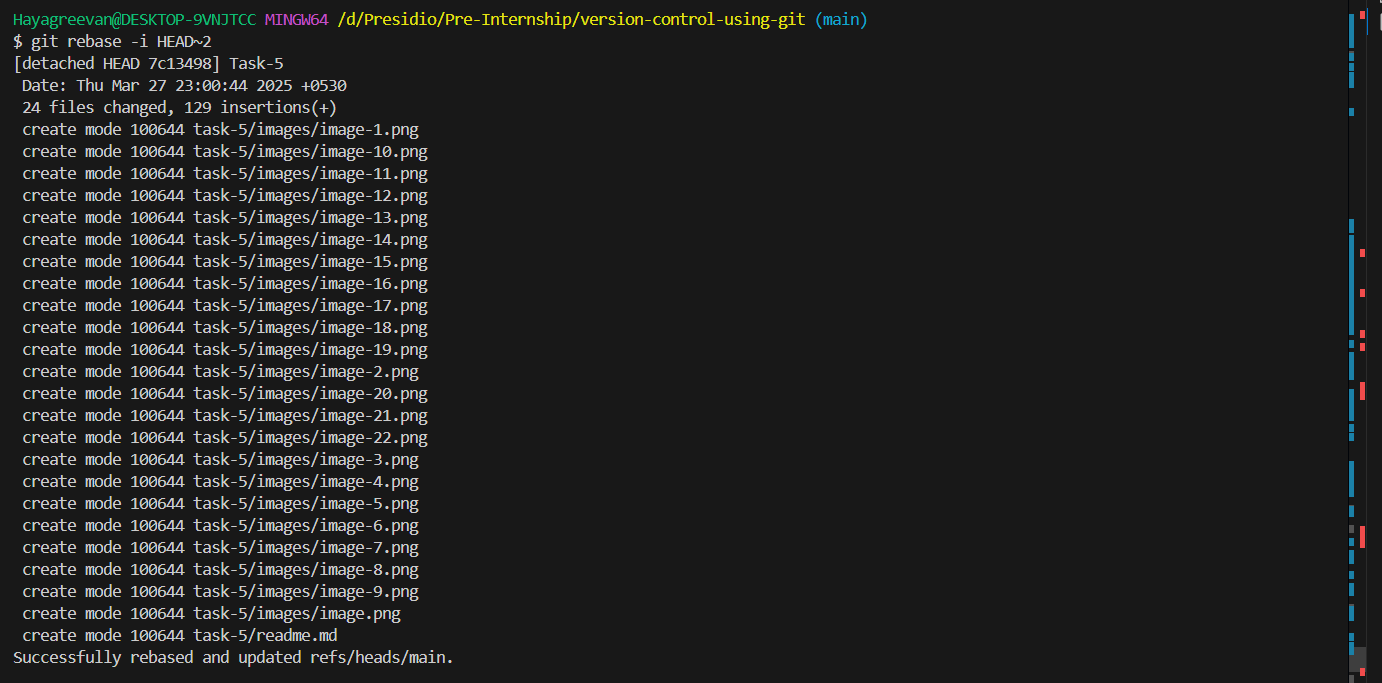 Hayagreevan@DESKTOP-9VNJTCC MINGW64 /d/Presidio/Pre-Internship/version-control-using-git (main)
$ git rebase -i HEAD~2
[detached HEAD 7c13498] Task-5
 Date: Thu Mar 27 23:00:44 2025 +0530
 24 files changed, 129 insertions(+)
 create mode 100644 task-5/images/image-1.png
 create mode 100644 task-5/images/image-10.png
 create mode 100644 task-5/images/image-11.png
 create mode 100644 task-5/images/image-12.png
 create mode 100644 task-5/images/image-13.png
 create mode 100644 task-5/images/image-14.png
 create mode 100644 task-5/images/image-15.png
 create mode 100644 task-5/images/image-16.png
 create mode 100644 task-5/images/image-17.png
 create mode 100644 task-5/images/image-18.png
 create mode 100644 task-5/images/image-19.png
 create mode 100644 task-5/images/image-2.png
 create mode 100644 task-5/images/image-20.png
 create mode 100644 task-5/images/image-21.png
 create mode 100644 task-5/images/image-22.png
 create mode 100644 task-5/images/image-3.png
 create mode 100644 task-5/images/image-4.png
 create mode 100644 task-5/images/image-5.png
 create mode 100644 task-5/images/image-6.png
 create mode 100644 task-5/images/image-7.png
 create mode 100644 task-5/images/image-8.png
 create mode 100644 task-5/images/image-9.png
 create mode 100644 task-5/images/image.png
 create mode 100644 task-5/readme.md
Successfully rebased and updated refs/heads/main.